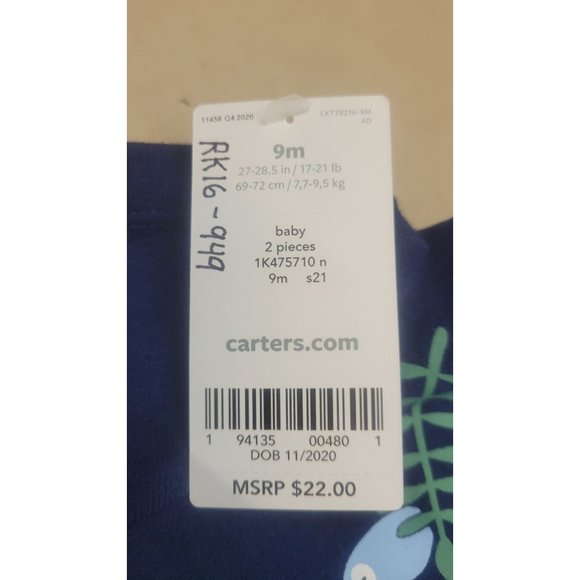 11458 Q4 2020
CKT78216-9M
JID
9m
27-28.5 in / 17-21 lb
69-72 cm / 7,7-9,5 kg
RK16-949
baby
2 pieces
1K475710 n
9m s21
carters.com
1 94135 00480 1
DOB 11/2020
MSRP $22.00